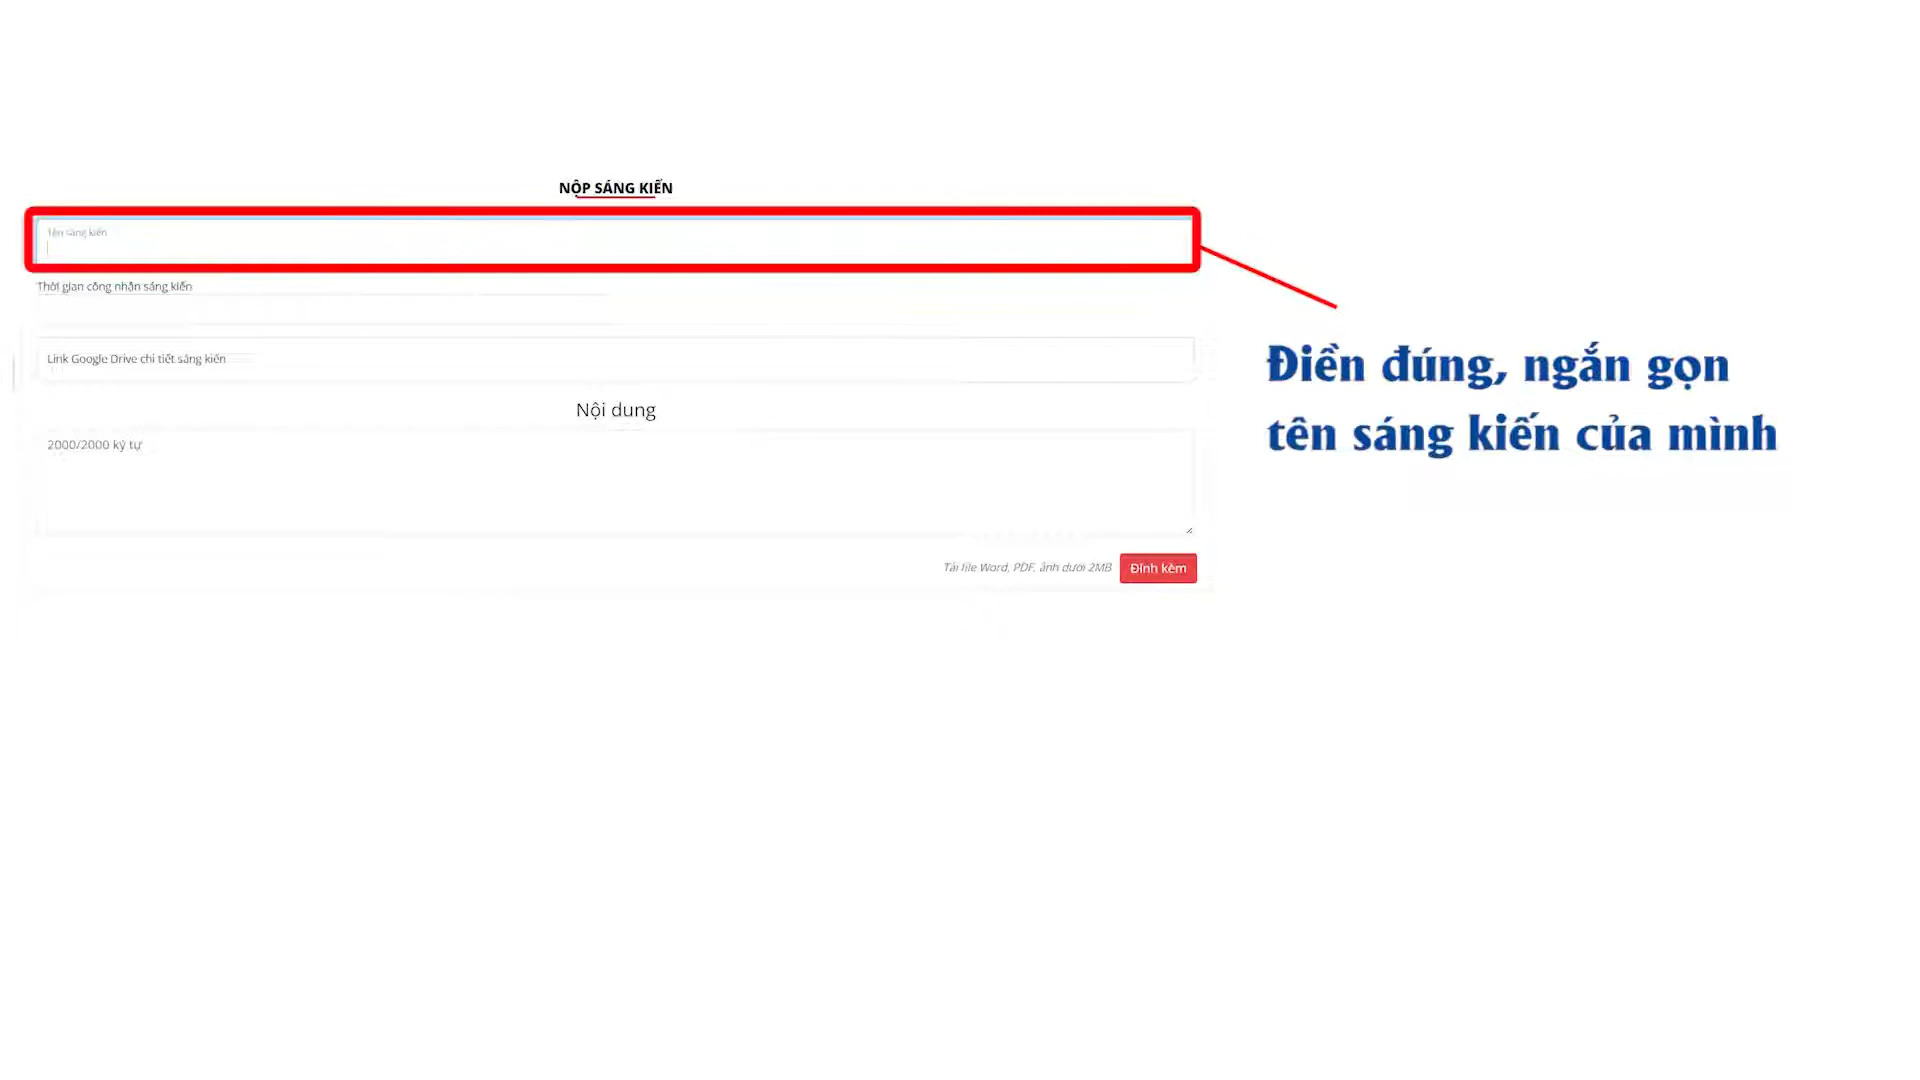 NỘP SÁNG KIẾN
Tên sáng kiến
Thời gian công nhận sáng kiến
Link Google Drive chi tiết sáng kiến
Nội dung
2000/2000 ký tự
Tải file Word, PDF, ảnh dưới 2MB
Đính kèm
Điền đúng, ngắn gọn
tên sáng kiến của mình